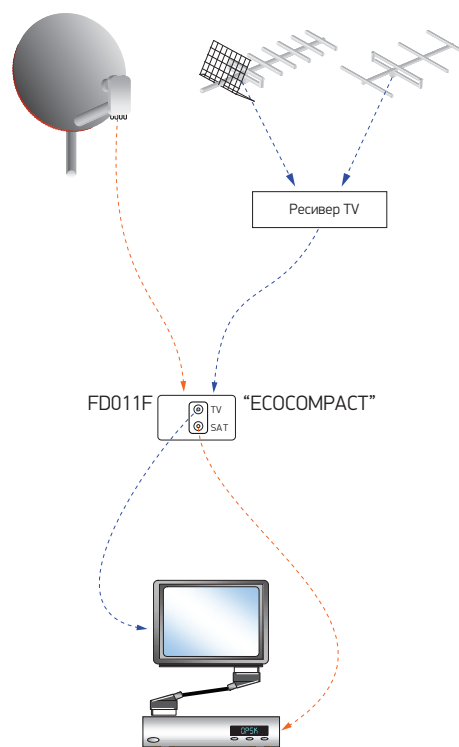 Ресивер TV
FD011F
"ECOCOMPACT"
TV
SAT
QPSK